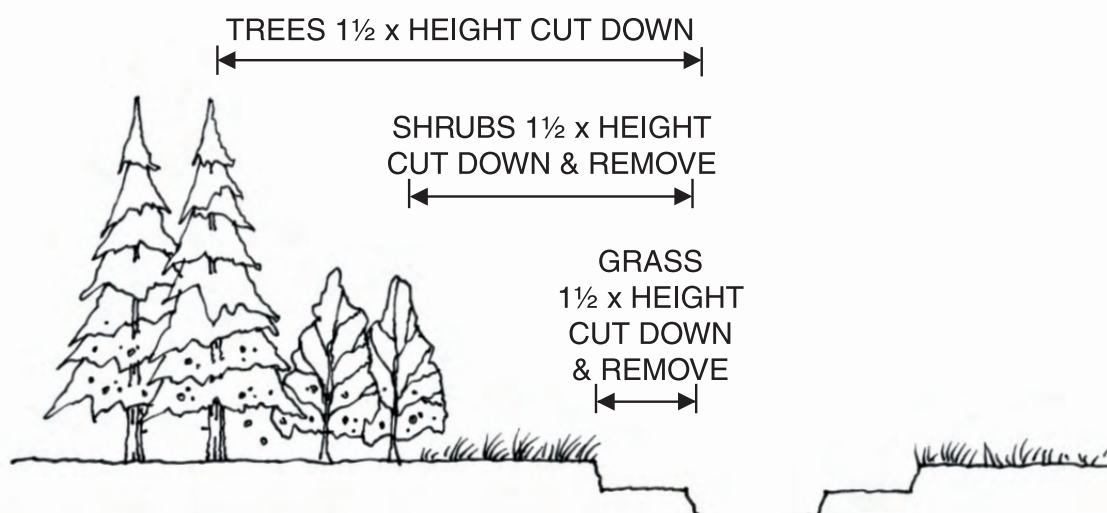 TREES 1½ x HEIGHT CUT DOWN
SHRUBS 1½ x HEIGHT
CUT DOWN & REMOVE
GRASS
1½ x HEIGHT
CUT DOWN
& REMOVE